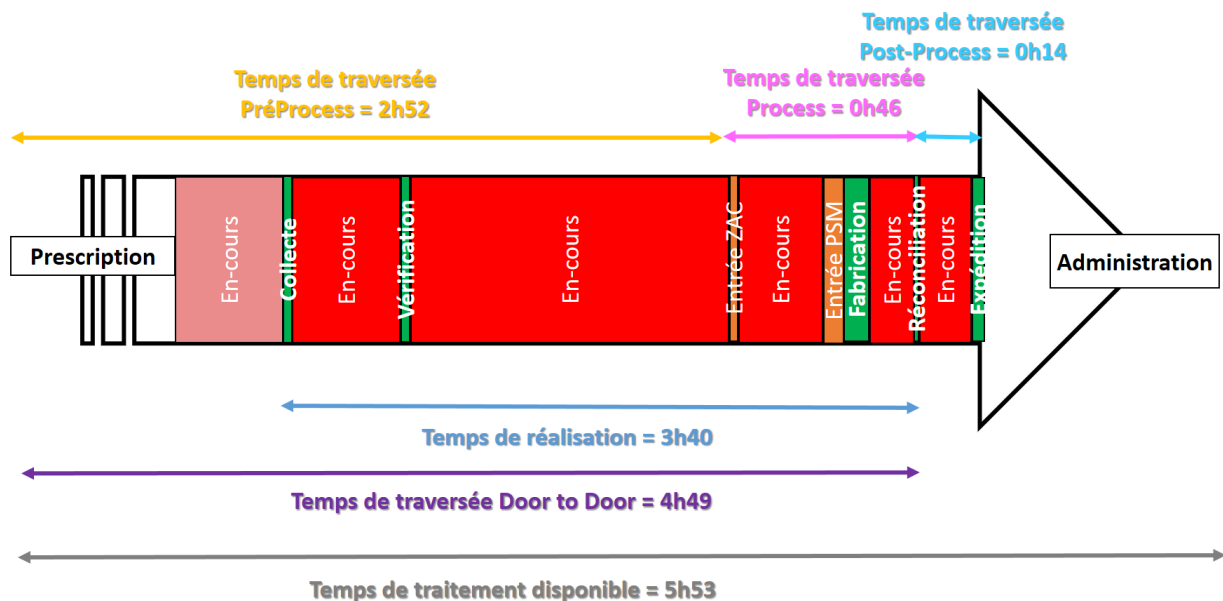 Temps de traversée
Post-Process = 0h14
Temps de traversée
PréProcess = 2h52
Temps de traversée
Process = 0h46
Prescription
En-cours
Collecte
En-cours
Vérification
En-cours
Entrée ZAC
En-cours
Entrée PSM
Fabrication
En-cours
Réconciliation
En-cours
Expédition
Administration
Temps de réalisation = 3h40
Temps de traversée Door to Door = 4h49
Temps de traitement disponible = 5h53